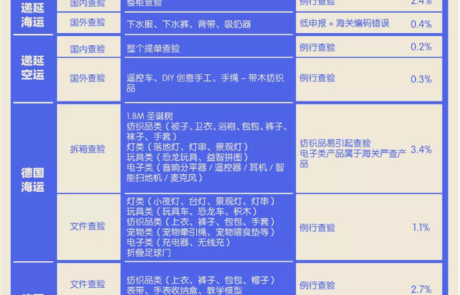 国内查验
整柜查验
例行查验
2.4%
递延
海运
国外查验
下水服、下水裤、背带、吸奶器
低申报 + 海关编码错误
0.4%
递延
空运
国内查验
整个提单查验
例行查验
0.2%
国外查验
遥控车、DIY 创意手工、手绳 – 带木纺织
品
例行查验
0.3%
德国
海运
拆箱查验
1.8M 圣诞树
纺织品类（被子、卫衣、浴袍、包包、裤子、
袜子、手套）
灯类（落地灯、灯串、景观灯）
玩具类（恐龙玩具、益智拼图）
电子类（音响分平器 / 遥控器 / 耳机 / 智
能扫地机 / 麦克风）
纺织品易引起查验
电子类产品属于海关严查产
品
3.4%
文件查验
灯类（小夜灯、台灯、景观灯、灯串）
玩具类（玩具车、恐龙车、积木）
纺织品类（上衣、裤子、包包、手套）
宠物类（宠物牵引绳、宠物喂食垫等）
电子类（充电器、无线充）
折叠足球门
例行查验
1.1%
文件查验
纺织品类（上衣、裤子、包包、帽子）
表带、手表收纳盒、教学模型
例行查验
2.7%